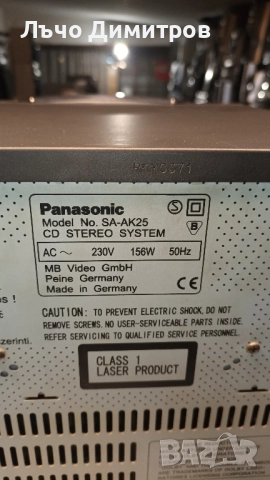 Лъчо Димитров
Panasonic
Model No. SA-AK25
CD STEREO SYSTEM
S
B
AC ~ 230V 156W 50Hz
MB Video GmbH
Peine Germany
Made in Germany
CE
s !
CAUTION: TO PREVENT ELECTRIC SHOCK, DO NOT
REMOVE SCREWS. NO USER-SERVICEABLE PARTS INSIDE.
REFER SERVICING TO QUALIFIED SERVICE PERSONNEL.
szerinti.
CLASS 1
LASER PRODUCT
BAZAR